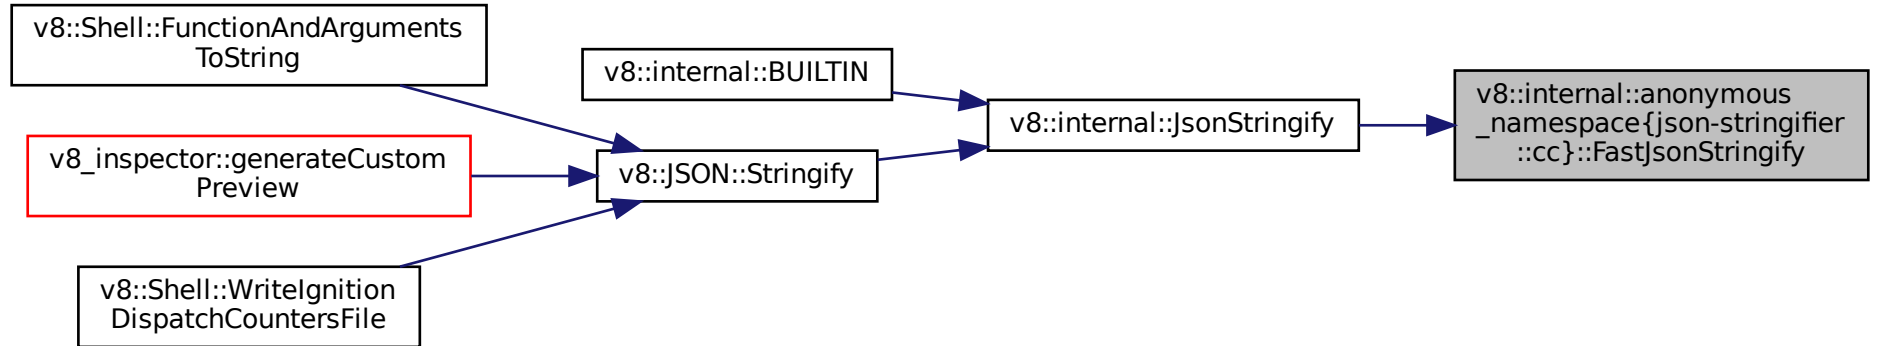 v8::Shell::FunctionAndArguments
ToString
v8_inspector::generateCustom
Preview
v8::Shell::WriteIgnition
DispatchCountersFile
v8::internal::BUILTIN
v8::JSON::Stringify
v8::internal::JsonStringify
v8::internal::anonymous
_namespace{json-stringifier
::cc}::FastJsonStringify